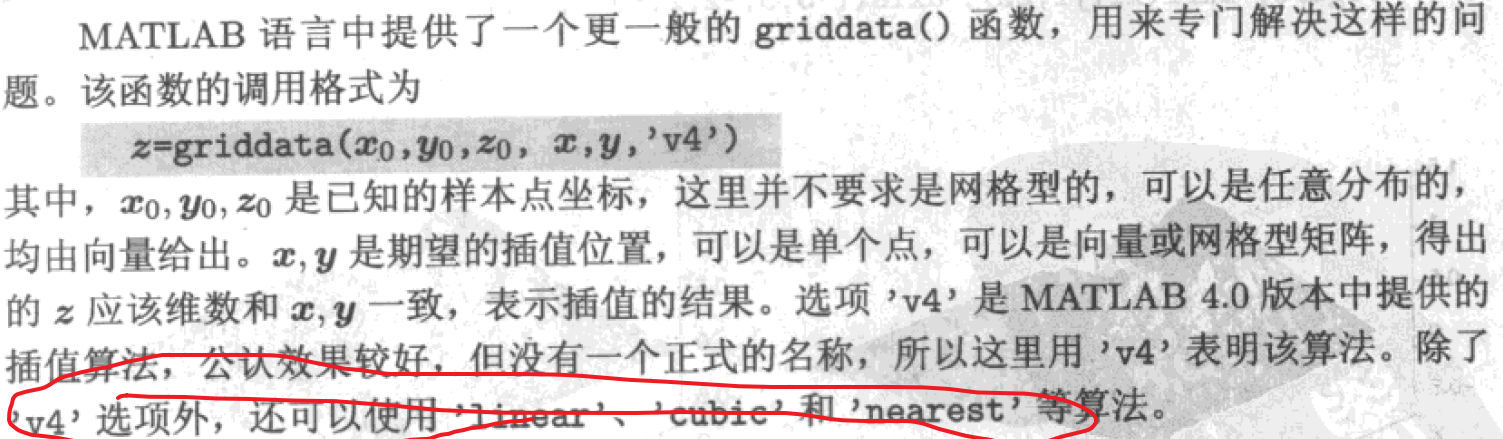 MATLAB 语言中提供了一个更一般的 griddata() 函数，用来专门解决这样的问
题。该函数的调用格式为
z=griddata(x₀,y₀,z₀, x,y,'v4')
其中，x₀,y₀,z₀ 是已知的样本点坐标，这里并不要求是网格型的，可以是任意分布的，
均由向量给出。x,y 是期望的插值位置，可以是单个点，可以是向量或网格型矩阵，得出
的 z 应该维数和 x,y 一致，表示插值的结果。选项 'v4' 是 MATLAB 4.0 版本中提供的
插值算法，公认效果较好，但没有一个正式的名称，所以这里用 'v4' 表明该算法。除了
'v4' 选项外，还可以使用 'linear'、'cubic' 和 'nearest' 等算法。